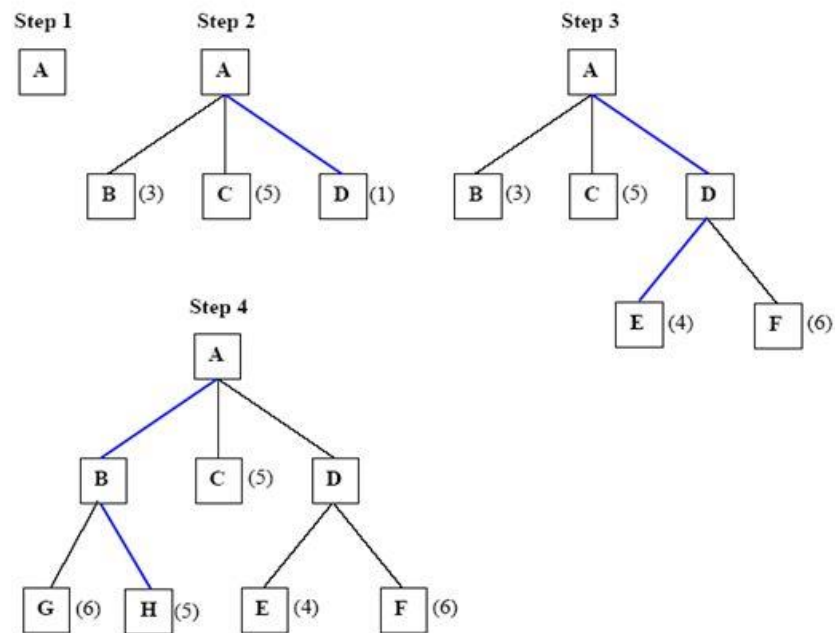 Step 1
A
Step 2
A
B (3) C (5) D (1)
Step 3
A
B (3) C (5) D
E (4) F (6)
Step 4
A
B C (5) D
G (6) H (5) E (4) F (6)